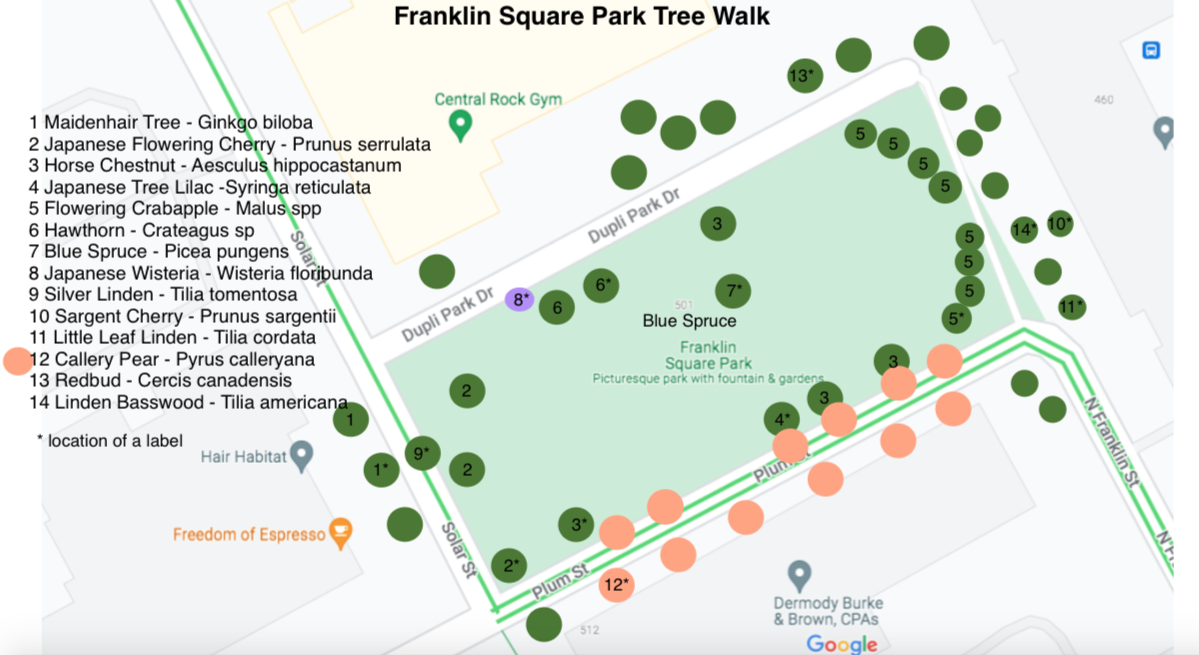 Franklin Square Park Tree Walk
Central Rock Gym
460
1 Maidenhair Tree - Ginkgo biloba
2 Japanese Flowering Cherry - Prunus serrulata
3 Horse Chestnut - Aesculus hippocastanum
4 Japanese Tree Lilac -Syringa reticulata
5 Flowering Crabapple - Malus spp
6 Hawthorn - Crateagus sp
7 Blue Spruce - Picea pungens
8 Japanese Wisteria - Wisteria floribunda
9 Silver Linden - Tilia tomentosa
10 Sargent Cherry - Prunus sargentii
11 Little Leaf Linden - Tilia cordata
12 Callery Pear - Pyrus calleryana
13 Redbud - Cercis canadensis
14 Linden Basswood - Tilia americana
* location of a label
13*
5
5
5
5
3
14*
10*
5
5
5
5*
11*
8*
6
6*
7*
501
Blue Spruce
Franklin
Square Park
Picturesque park with fountain & gardens
Dupli Park Dr
Dupli Park Dr
Solar St
2
1
9*
1*
2
3
3
4*
3*
2*
12*
Hair Habitat
Freedom of Espresso
Solar St
Plum St
Plum St
N Franklin St
512
Dermody Burke
& Brown, CPAs
Google